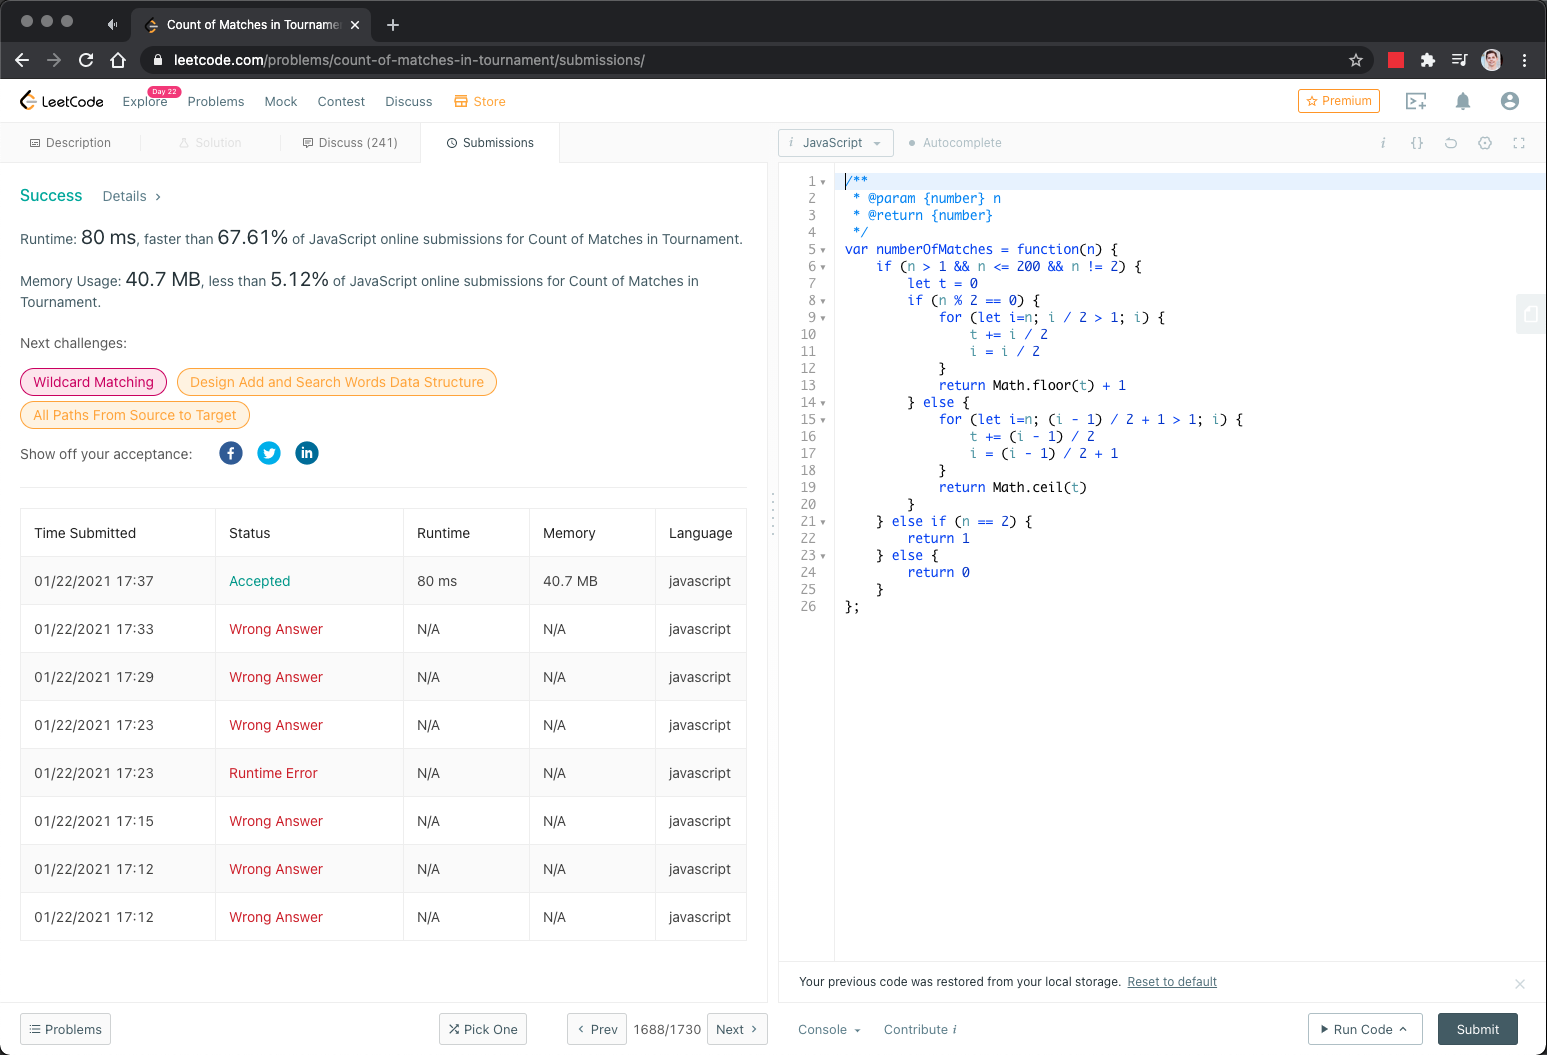 Count of Matches in Tourname
leetcode.com/problems/count-of-matches-in-tournament/submissions/
LeetCode
Explore
Day 22
Problems
Mock
Contest
Discuss
Store
Premium
Description
Solution
Discuss (241)
Submissions
Success
Details
Runtime: 80 ms, faster than 67.61% of JavaScript online submissions for Count of Matches in Tournament.
Memory Usage: 40.7 MB, less than 5.12% of JavaScript online submissions for Count of Matches in
Tournament.
Next challenges:
Wildcard Matching
Design Add and Search Words Data Structure
All Paths From Source to Target
Show off your acceptance:
Time Submitted Status Runtime Memory Language
01/22/2021 17:37 Accepted 80 ms 40.7 MB javascript
01/22/2021 17:33 Wrong Answer N/A N/A javascript
01/22/2021 17:29 Wrong Answer N/A N/A javascript
01/22/2021 17:23 Wrong Answer N/A N/A javascript
01/22/2021 17:23 Runtime Error N/A N/A javascript
01/22/2021 17:15 Wrong Answer N/A N/A javascript
01/22/2021 17:12 Wrong Answer N/A N/A javascript
01/22/2021 17:12 Wrong Answer N/A N/A javascript
Problems
Pick One
Prev
1688/1730
Next
i JavaScript
Autocomplete
i {}
1 /**
2 * @param {number} n
3 * @return {number}
4 */
5 var numberOfMatches = function(n) {
6 if (n > 1 && n <= 200 && n != 2) {
7 let t = 0
8 if (n % 2 == 0) {
9 for (let i=n; i / 2 > 1; i) {
10 t += i / 2
11 i = i / 2
12 }
13 return Math.floor(t) + 1
14 } else {
15 for (let i=n; (i - 1) / 2 + 1 > 1; i) {
16 t += (i - 1) / 2
17 i = (i - 1) / 2 + 1
18 }
19 return Math.ceil(t)
20 }
21 } else if (n == 2) {
22 return 1
23 } else {
24 return 0
25 }
26 };
Your previous code was restored from your local storage. Reset to default
Console
Contribute i
Run Code
Submit